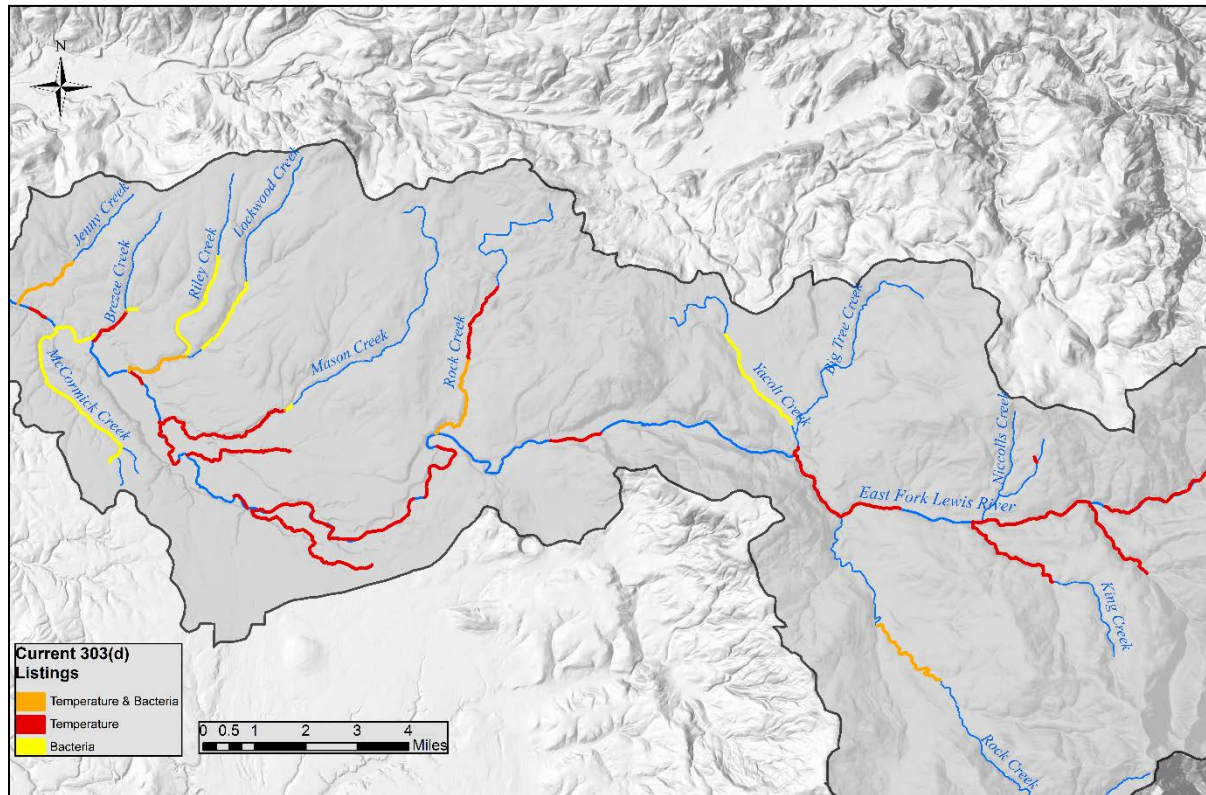 N
Jenny Creek
Brezee Creek
Riley Creek
Lockwood Creek
McCormick Creek
Mason Creek
Rock Creek
Yacolt Creek
Big Tree Creek
Niccolls Creek
East Fork Lewis River
King Creek
Rock Creek
Current 303(d)
Listings
Temperature & Bacteria
Temperature
Bacteria
0 0.5 1 2 3 4
Miles